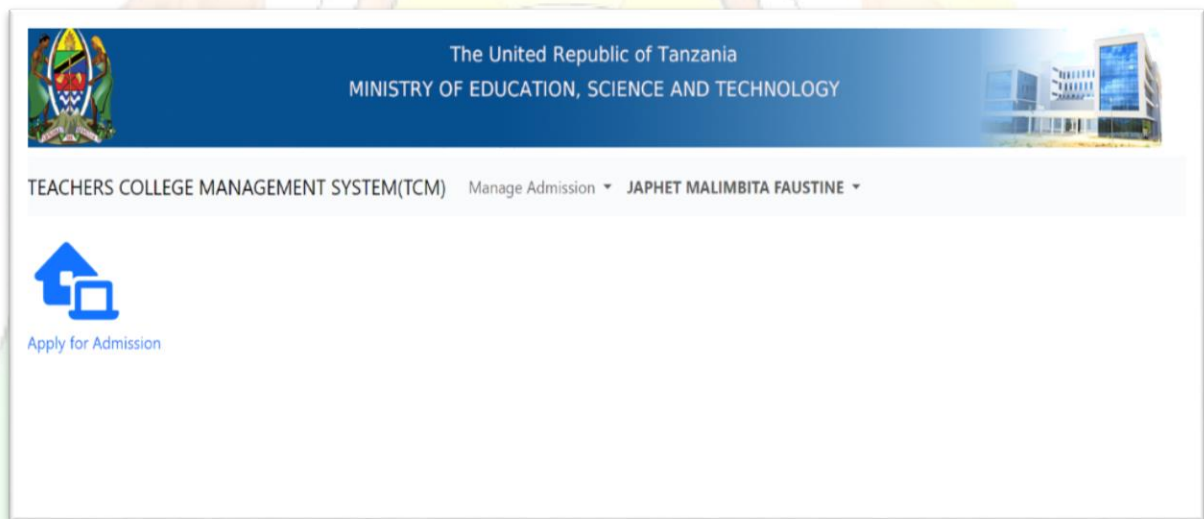 The United Republic of Tanzania
MINISTRY OF EDUCATION, SCIENCE AND TECHNOLOGY
TEACHERS COLLEGE MANAGEMENT SYSTEM(TCM) Manage Admission JAPHET MALIMBITA FAUSTINE
Apply for Admission